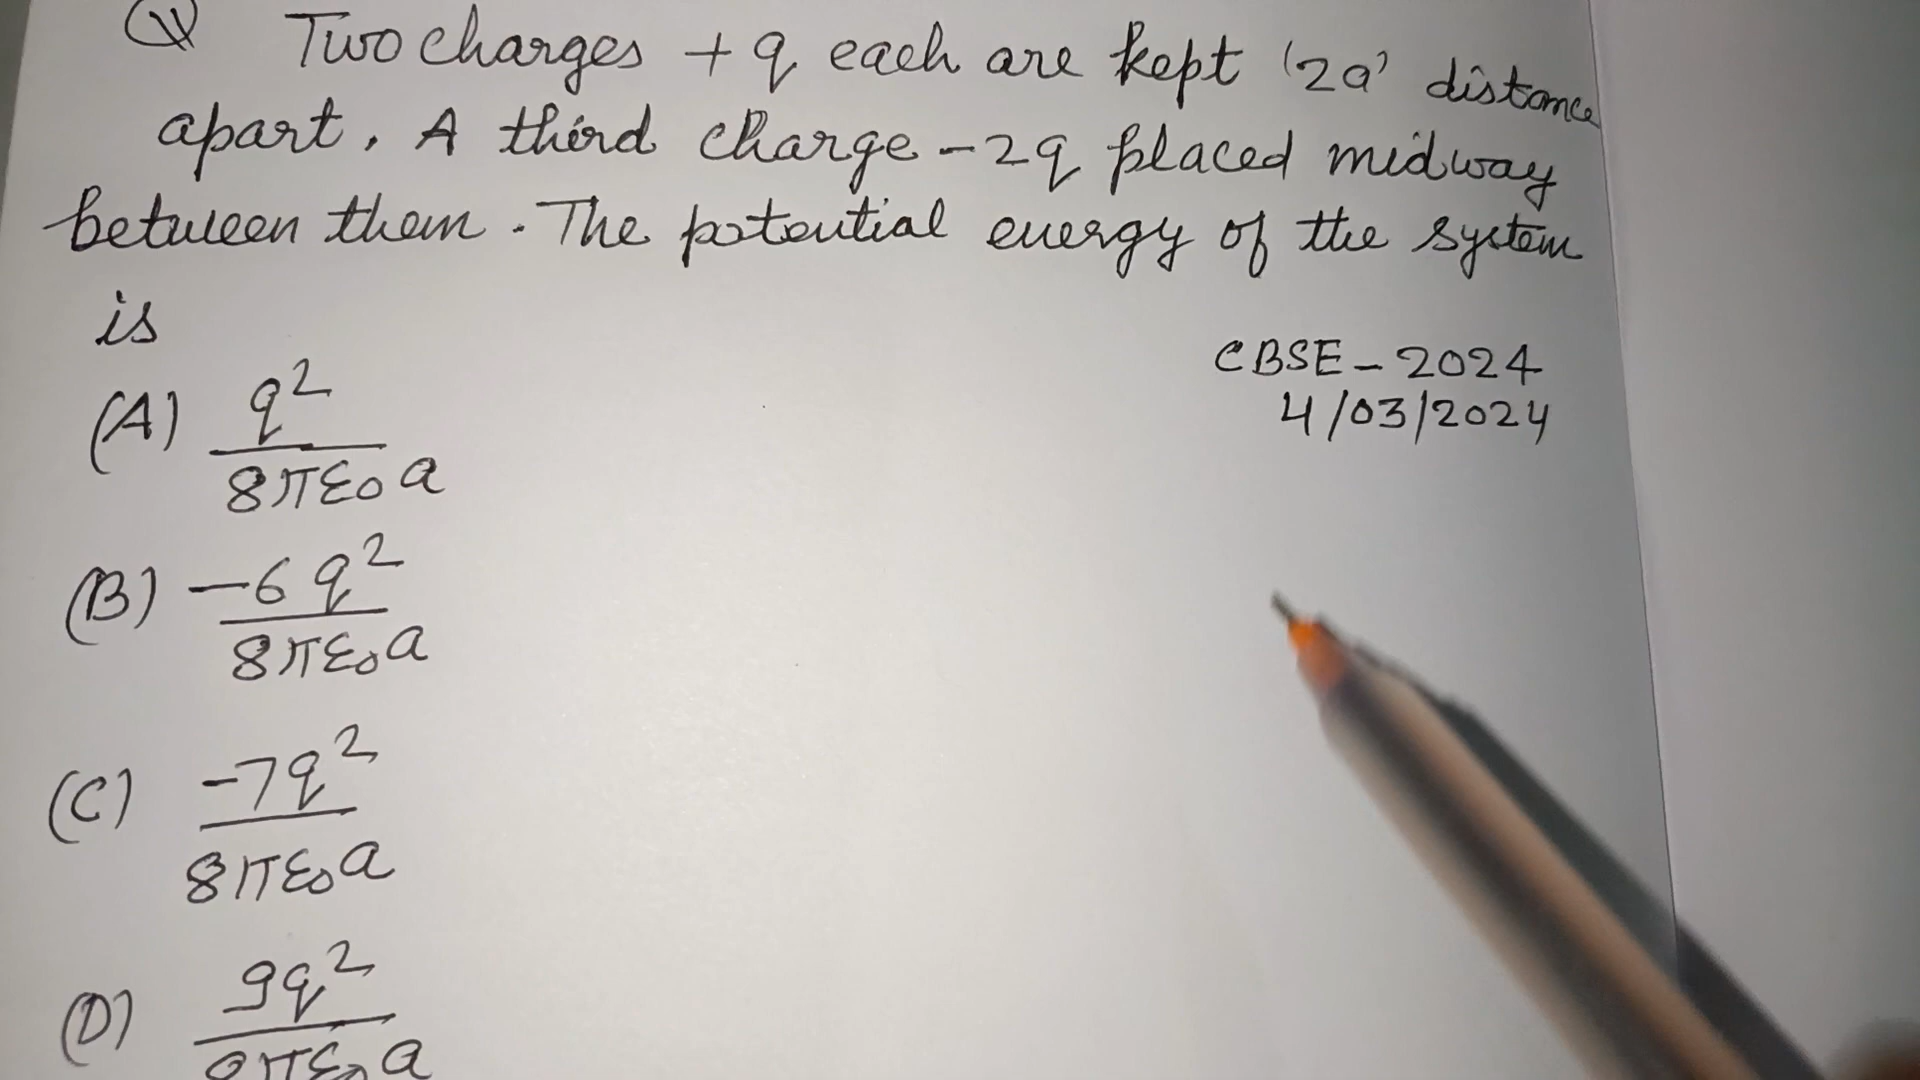 Q Two charges +q each are kept '2a' distance
apart. A third charge -2q placed midway
between them. The potential energy of the system
is
CBSE - 2024
4/03/2024
(A) q²
8πε₀a
(B) -6q²
8πε₀a
(C) -7q²
8πε₀a
(D) 9q²
8πε₀a